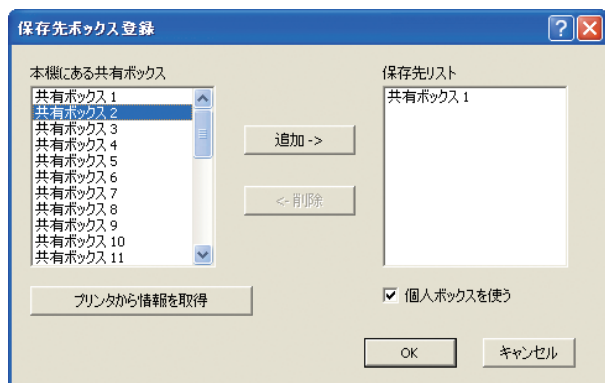 保存先ボックス登録
本機にある共有ボックス
共有ボックス 1
共有ボックス 2
共有ボックス 3
共有ボックス 4
共有ボックス 5
共有ボックス 6
共有ボックス 7
共有ボックス 8
共有ボックス 9
共有ボックス 10
共有ボックス 11
プリンタから情報を取得
追加 ->
<- 削除
保存先リスト
共有ボックス 1
個人ボックスを使う
OK
キャンセル